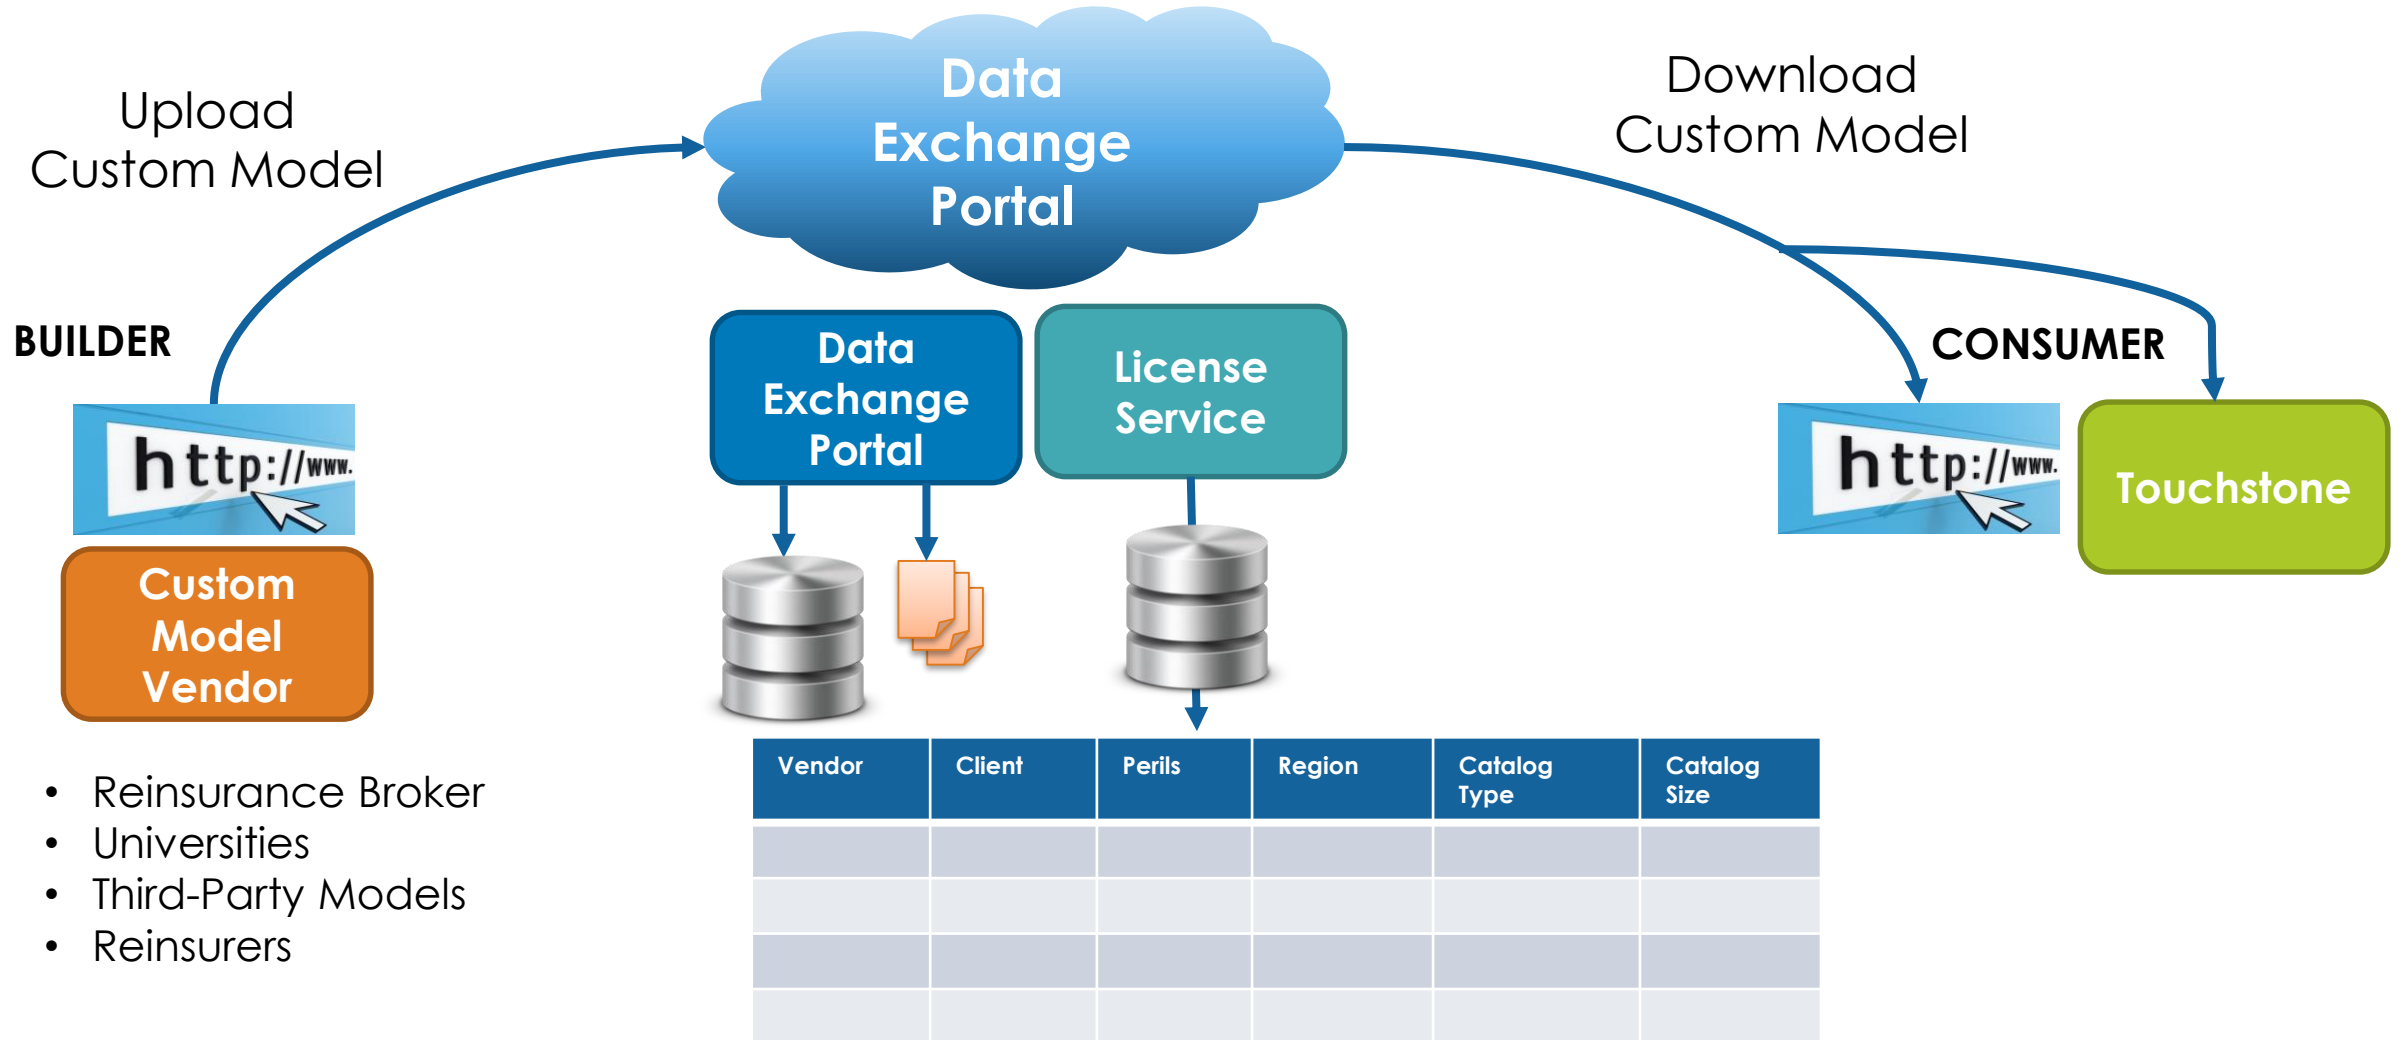 Upload
Custom Model
Data
Exchange
Portal
Download
Custom Model
BUILDER
http://www.
Custom
Model
Vendor
• Reinsurance Broker
• Universities
• Third-Party Models
• Reinsurers
Data
Exchange
Portal
License
Service
CONSUMER
http://www.
Touchstone
Vendor
Client
Perils
Region
Catalog
Type
Catalog
Size